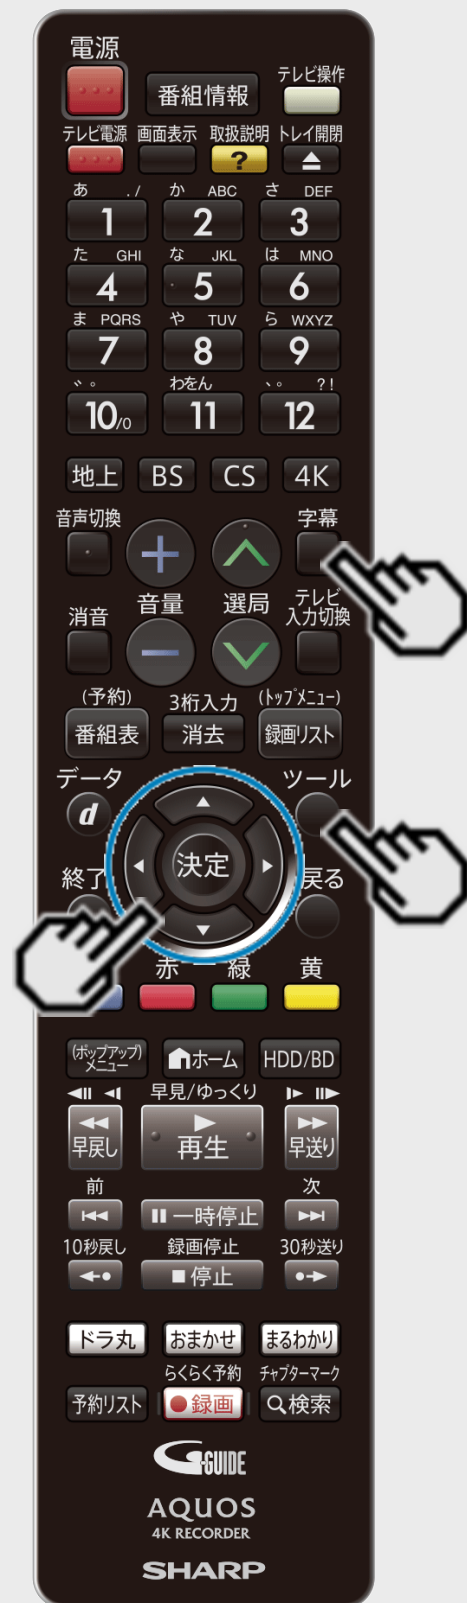 電源
番組情報
テレビ操作
テレビ電源 画面表示 取扱説明 トレイ開閉
?
あ ./ か ABC さ DEF
1 2 3
た GHI な JKL は MNO
4 5 6
ま PQRS や TUV ら WXYZ
7 8 9
゛゜ わをん 、。 ?!
10/0 11 12
地上 BS CS 4K
音声切換 字幕
+
消音 音量 選局 テレビ
入力切換
−
(予約) 3桁入力 (トップメニュー)
番組表 消去 録画リスト
データ ツール
d
決定
終了 戻る
赤 緑 黄
(ポップアップ)
メニュー ホーム HDD/BD
早見/ゆっくり
早戻し 再生 早送り
前 次
一時停止
10秒戻し 録画停止 30秒送り
停止
ドラ丸 おまかせ まるわかり
らくらく予約 チャプターマーク
予約リスト 録画 検索
G-GUIDE
AQUOS
4K RECORDER
SHARP